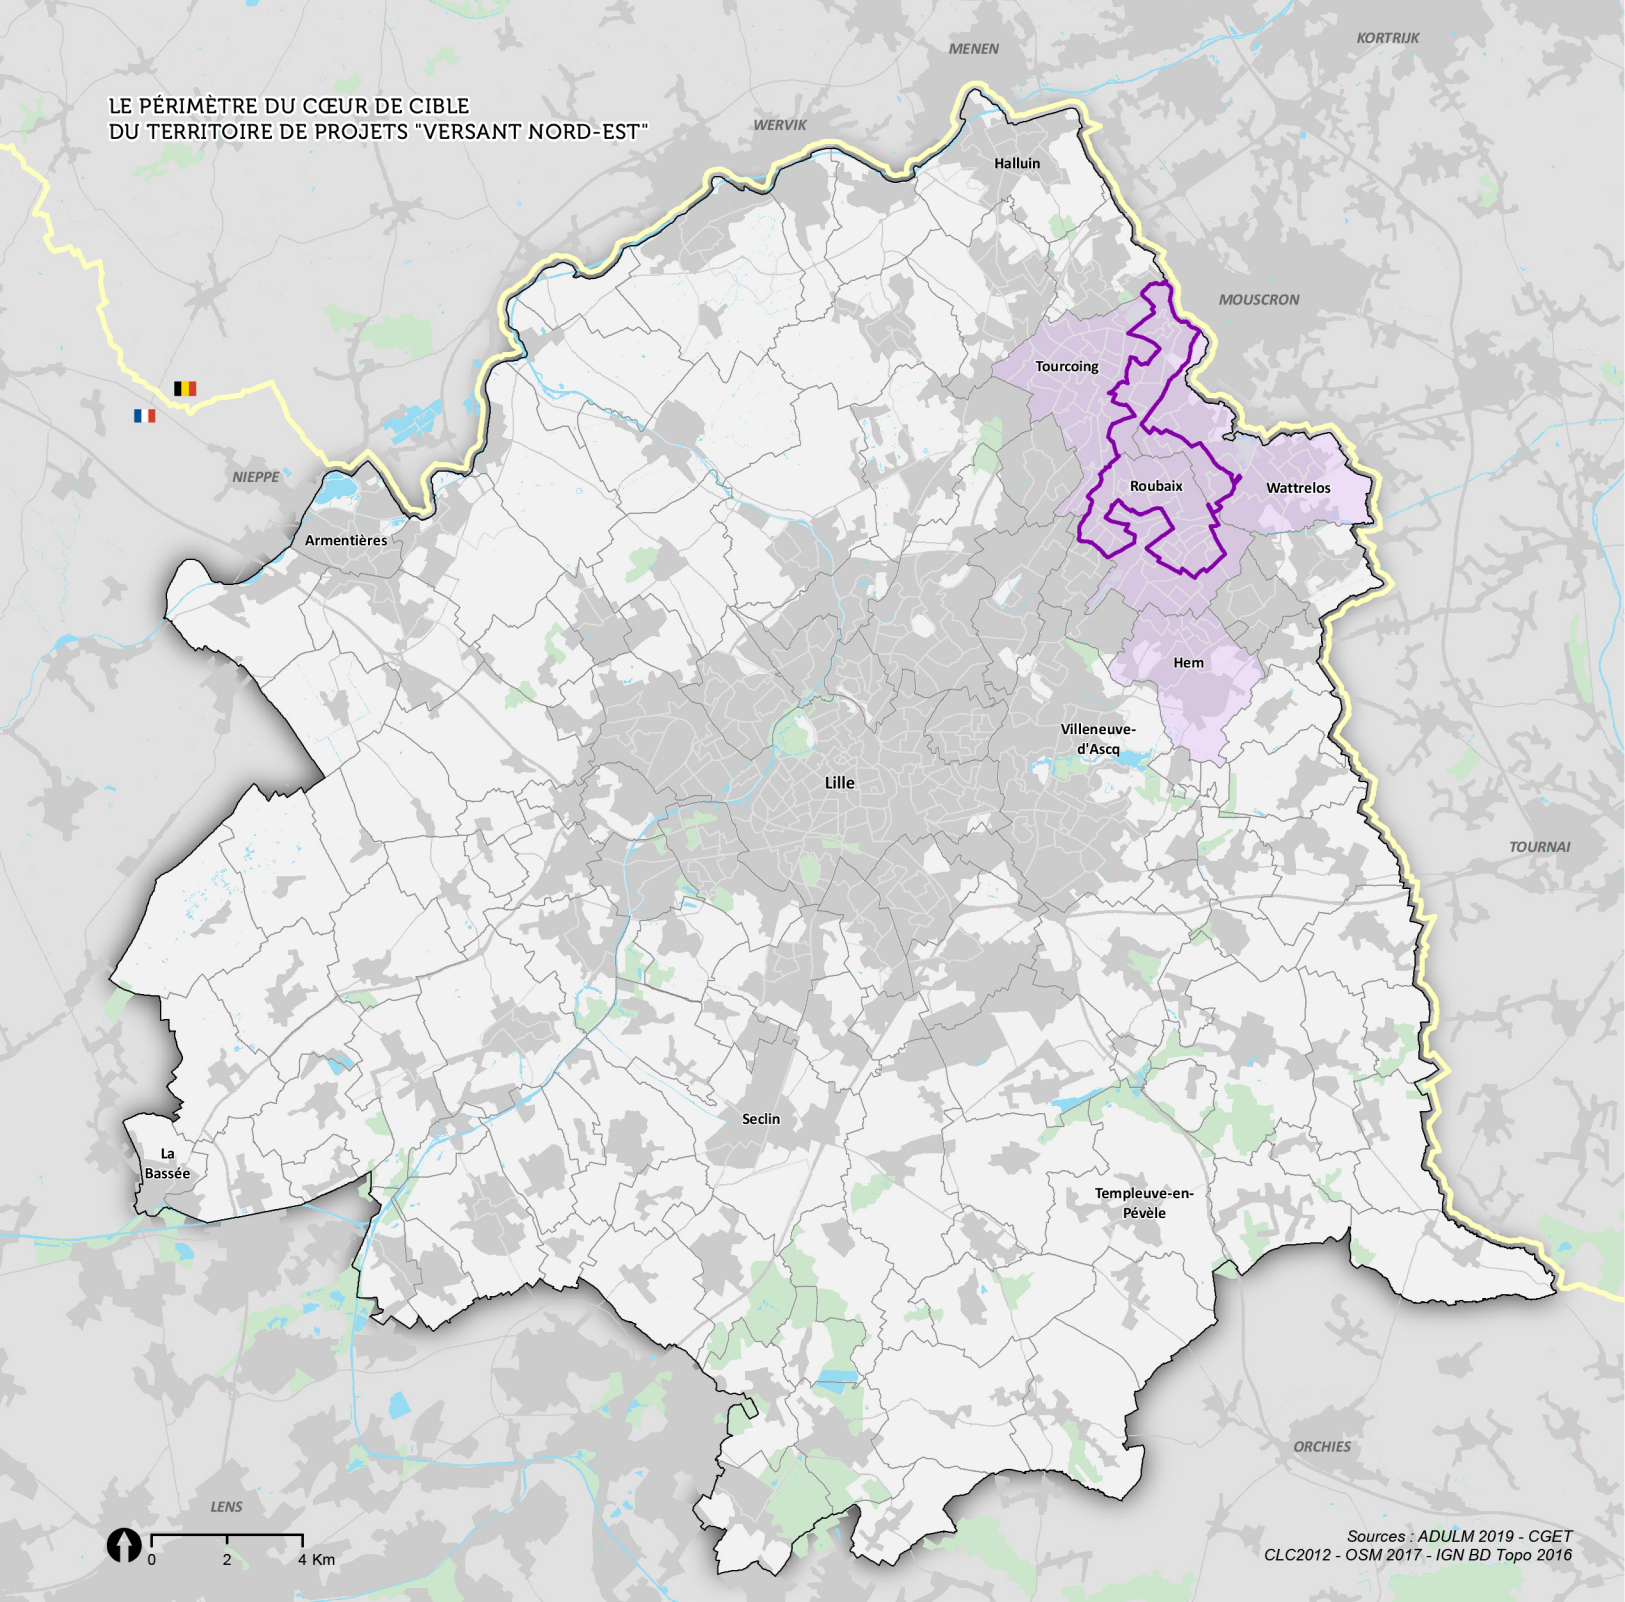 KORTRIJK
MENEN
LE PÉRIMÈTRE DU CŒUR DE CIBLE
DU TERRITOIRE DE PROJETS "VERSANT NORD-EST"
WERVIK
Halluin
MOUSCRON
Tourcoing
NIEPPE
Roubaix
Wattrelos
Armentières
Hem
Villeneuve-
d'Ascq
Lille
TOURNAI
Seclin
La
Bassée
Templeuve-en-
Pévèle
ORCHIES
LENS
0 2 4 Km
Sources : ADULM 2019 - CGET
CLC2012 - OSM 2017 - IGN BD Topo 2016